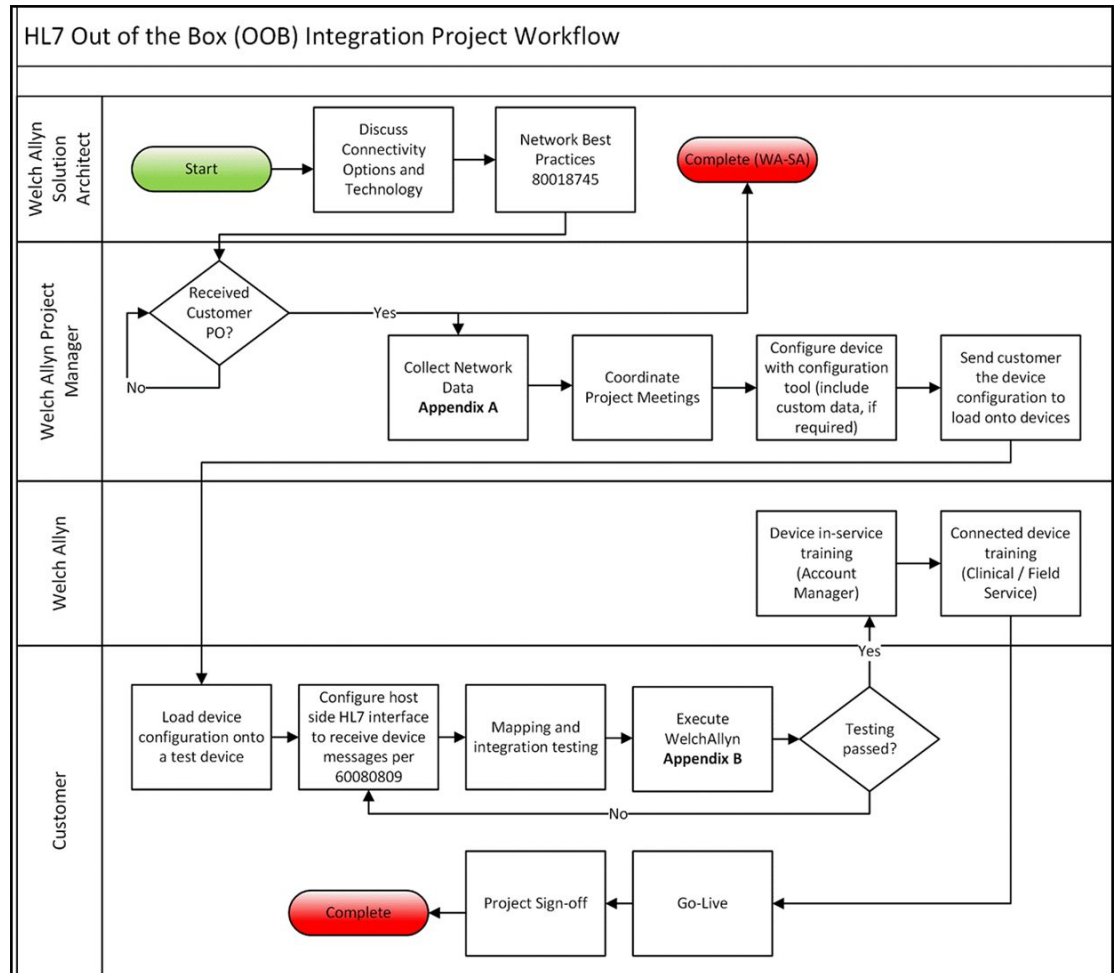 HL7 Out of the Box (OOB) Integration Project Workflow
Welch Allyn
Solution
Architect
Start
Discuss
Connectivity
Options and
Technology
Network Best
Practices
80018745
Complete (WA-SA)
Welch Allyn Project
Manager
Received
Customer
PO?
No
Yes
Collect Network
Data
Appendix A
Coordinate
Project Meetings
Configure device
with configuration
tool (include
custom data, if
required)
Send customer
the device
configuration to
load onto devices
Welch Allyn
Device in-service
training
(Account
Manager)
Connected device
training
(Clinical / Field
Service)
Customer
Load device
configuration onto
a test device
Configure host
side HL7 interface
to receive device
messages per
60080809
Mapping and
integration testing
Execute
WelchAllyn
Appendix B
Testing
passed?
Yes
No
Complete
Project Sign-off
Go-Live